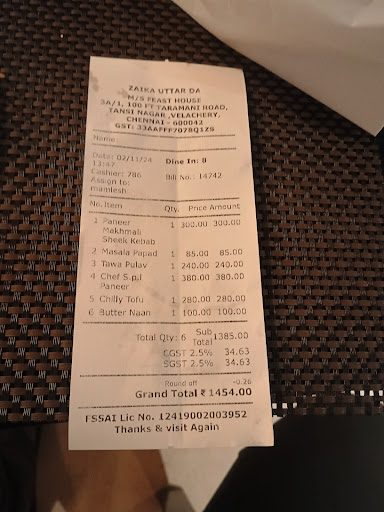 ZAIKA UTTAR DA
M/S FEAST HOUSE
3A/1, 100 FT TARAMANI ROAD,
TANSI NAGAR ,VELACHERY,
CHENNAI - 600042
GST: 33AAFFF7078Q1ZS
Name:
Date: 02/11/24 Dine In: 8
13:47
Cashier: 786 Bill No.: 14742
Assign to:
mamlesh
No.Item Qty. Price Amount
1 Paneer 1 300.00 300.00
Makhmali
Sheek Kebab
2 Masala Papad 1 85.00 85.00
3 Tawa Pulav 1 240.00 240.00
4 Chef S.p.l 1 380.00 380.00
Paneer
5 Chilly Tofu 1 280.00 280.00
6 Butter Naan 1 100.00 100.00
Total Qty: 6 Sub Total 1385.00
CGST 2.5% 34.63
SGST 2.5% 34.63
Round off -0.26
Grand Total ₹ 1454.00
FSSAI Lic No. 12419002003952
Thanks & visit Again